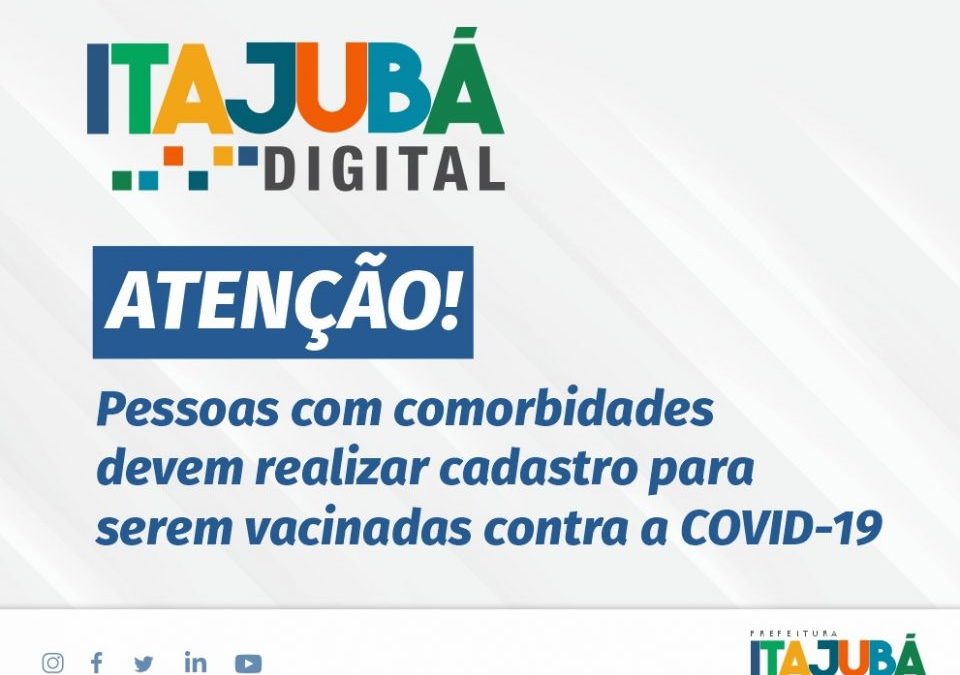 ITAJUBÁ
DIGITAL
ATENÇÃO!
Pessoas com comorbidades
devem realizar cadastro para
serem vacinadas contra a COVID-19
PREFEITURA
ITAJUBÁ